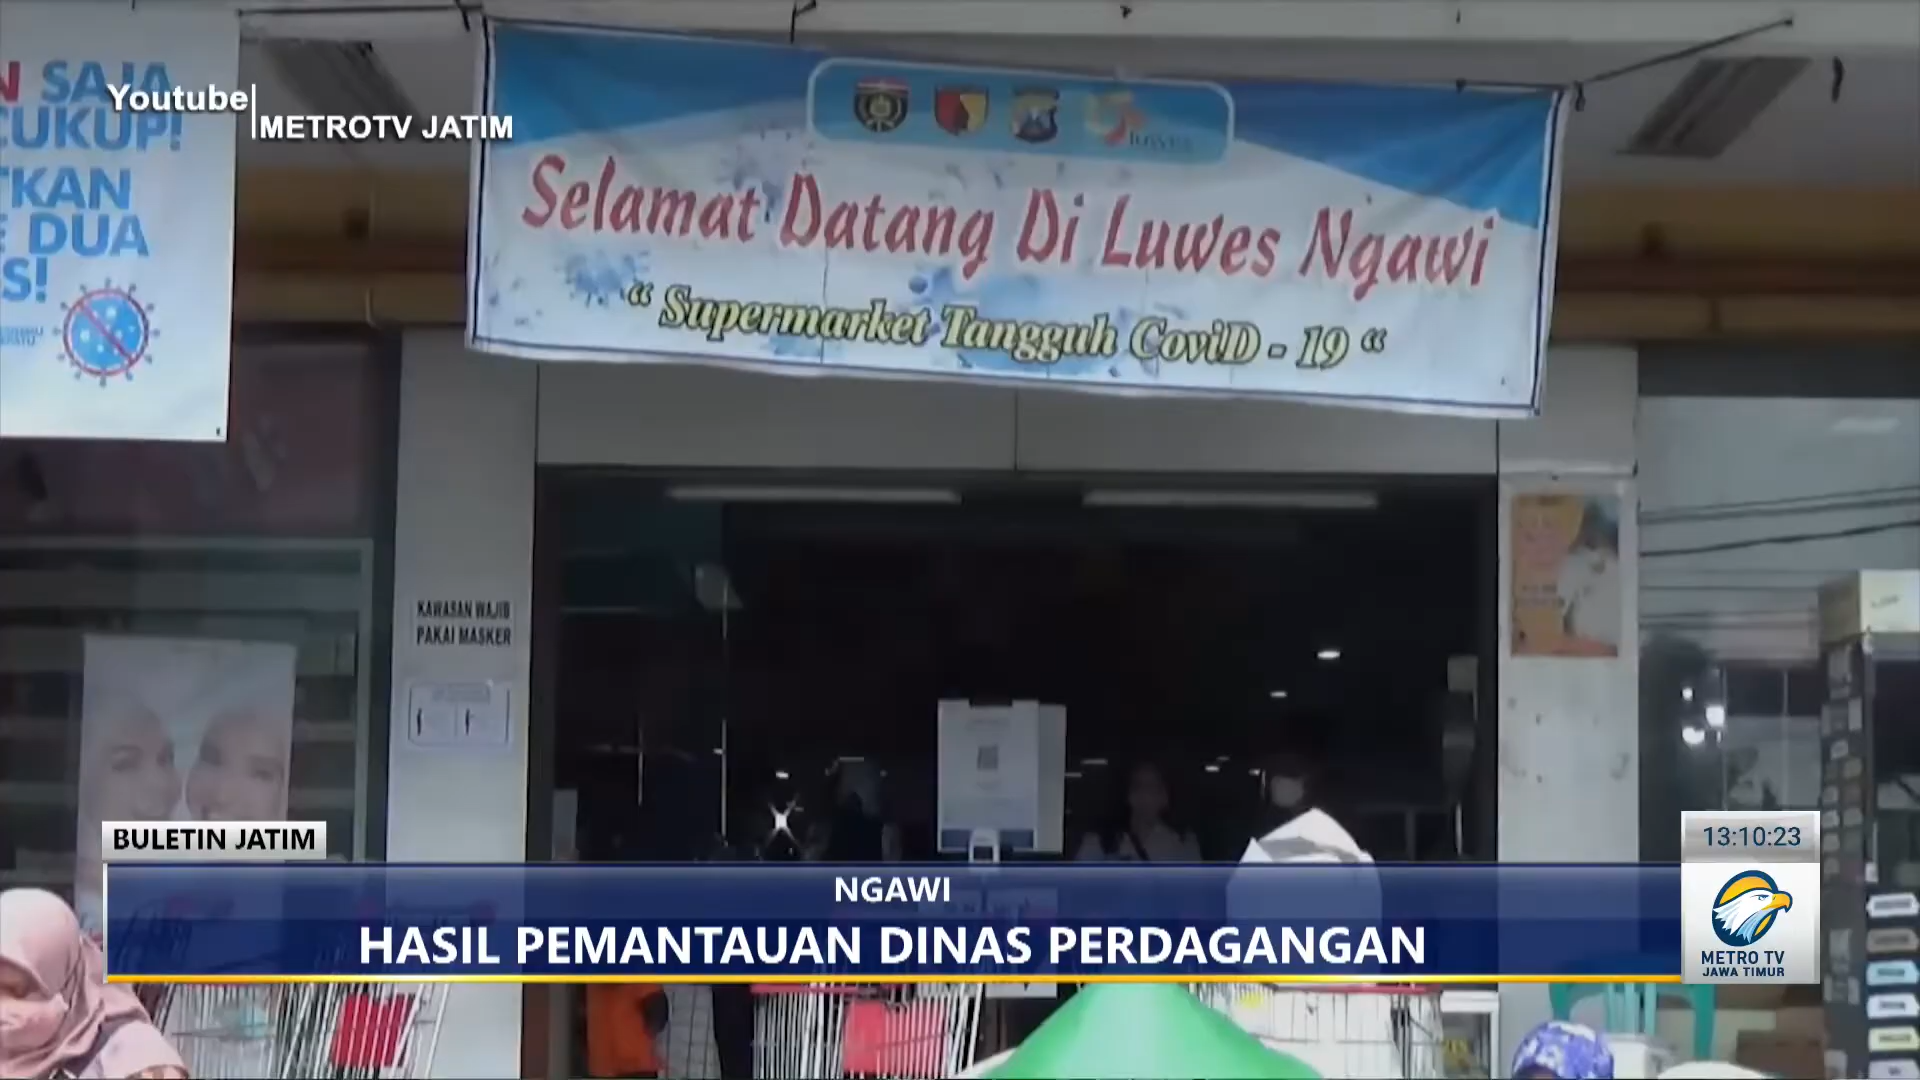 N SAJA
CUKUP!
TKAN
E DUA
S!
Youtube
METROTV JATIM
LUWES
Selamat Datang Di Luwes Ngawi
“ Supermarket Tangguh CoviD - 19 “
KAWASAN WAJIB
PAKAI MASKER
BULETIN JATIM
NGAWI
HASIL PEMANTAUAN DINAS PERDAGANGAN
13:10:23
METRO TV
JAWA TIMUR